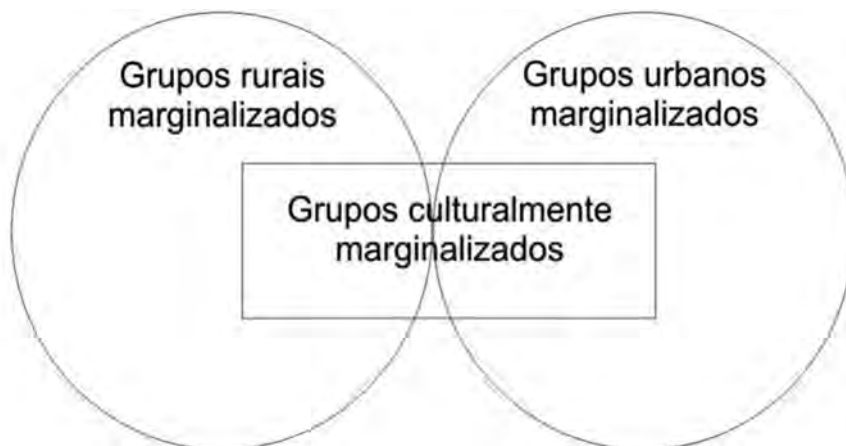 Grupos rurais
marginalizados
Grupos urbanos
marginalizados
Grupos culturalmente
marginalizados